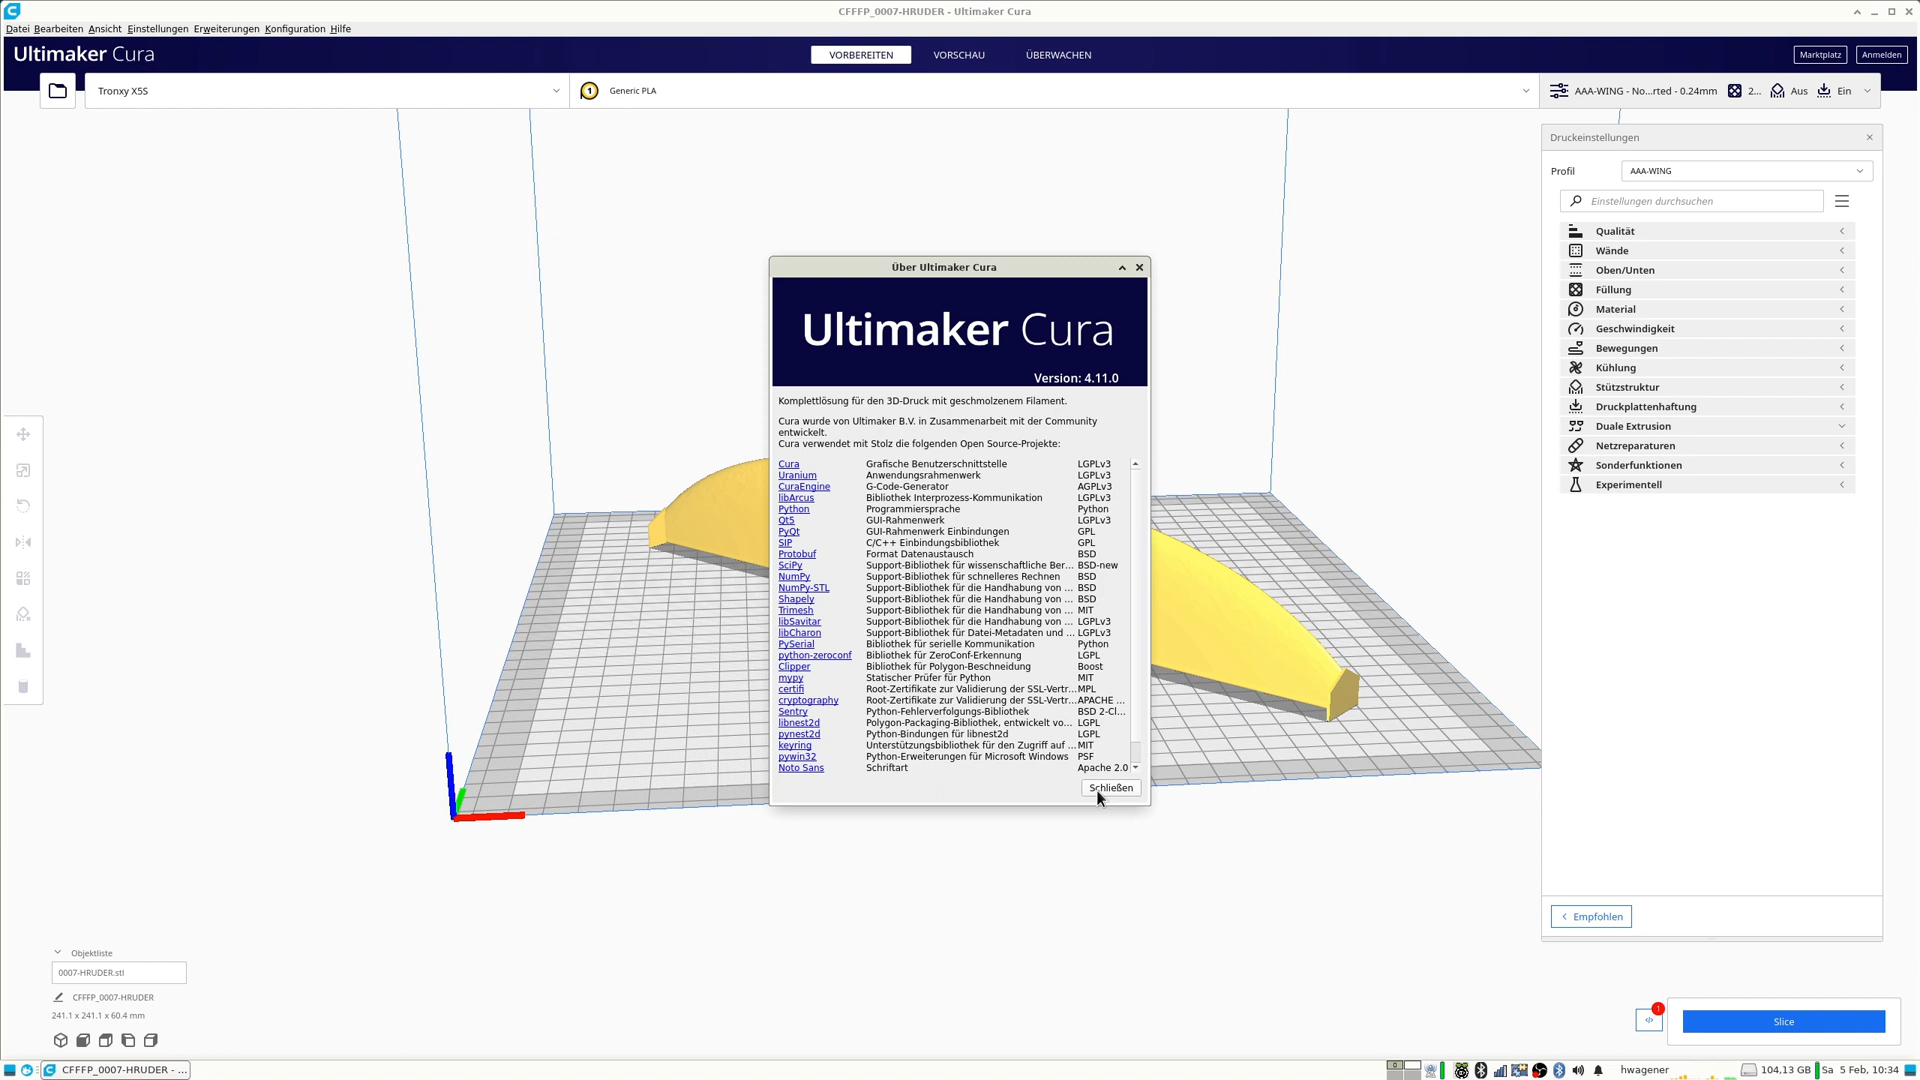 CFFFP_0007-HRUDER - Ultimaker Cura
Datei Bearbeiten Ansicht Einstellungen Erweiterungen Konfiguration Hilfe
Ultimaker Cura
VORBEREITEN VORSCHAU ÜBERWACHEN
Marktplatz Anmelden
Tronxy X5S
1 Generic PLA
AAA-WING - No...rted - 0.24mm 2... Aus Ein
Druckeinstellungen
Profil AAA-WING
Einstellungen durchsuchen
Qualität
Wände
Oben/Unten
Füllung
Material
Geschwindigkeit
Bewegungen
Kühlung
Stützstruktur
Druckplattenhaftung
Duale Extrusion
Netzreparaturen
Sonderfunktionen
Experimentell
Empfohlen
Über Ultimaker Cura
Ultimaker Cura
Version: 4.11.0
Komplettlösung für den 3D-Druck mit geschmolzenem Filament.
Cura wurde von Ultimaker B.V. in Zusammenarbeit mit der Community
entwickelt.
Cura verwendet mit Stolz die folgenden Open Source-Projekte:
Cura Grafische Benutzerschnittstelle LGPLv3
Uranium Anwendungsrahmenwerk LGPLv3
CuraEngine G-Code-Generator AGPLv3
libArcus Bibliothek Interprozess-Kommunikation LGPLv3
Python Programmiersprache Python
Qt5 GUI-Rahmenwerk LGPLv3
PyQt GUI-Rahmenwerk Einbindungen GPL
SIP C/C++ Einbindungsbibliothek GPL
Protobuf Format Datenaustausch BSD
SciPy Support-Bibliothek für wissenschaftliche Ber... BSD-new
NumPy Support-Bibliothek für schnelleres Rechnen BSD
NumPy-STL Support-Bibliothek für die Handhabung von ... BSD
Shapely Support-Bibliothek für die Handhabung von ... BSD
Trimesh Support-Bibliothek für die Handhabung von ... MIT
libSavitar Support-Bibliothek für die Handhabung von ... LGPLv3
libCharon Support-Bibliothek für Datei-Metadaten und ... LGPLv3
PySerial Bibliothek für serielle Kommunikation Python
python-zeroconf Bibliothek für ZeroConf-Erkennung LGPL
Clipper Bibliothek für Polygon-Beschneidung Boost
mypy Statischer Prüfer für Python MIT
certifi Root-Zertifikate zur Validierung der SSL-Vertr... MPL
cryptography Root-Zertifikate zur Validierung der SSL-Vertr... APACHE ...
Sentry Python-Fehlerverfolgungs-Bibliothek BSD 2-Cl...
libnest2d Polygon-Packaging-Bibliothek, entwickelt vo... LGPL
pynest2d Python-Bindungen für libnest2d LGPL
keyring Unterstützungsbibliothek für den Zugriff auf ... MIT
pywin32 Python-Erweiterungen für Microsoft Windows PSF
Noto Sans Schriftart Apache 2.0
Schließen
Objektliste
0007-HRUDER.stl
CFFFP_0007-HRUDER
241.1 x 241.1 x 60.4 mm
1
Slice
CFFFP_0007-HRUDER - ...
0
hwagener 104,13 GB Sa 5 Feb, 10:34